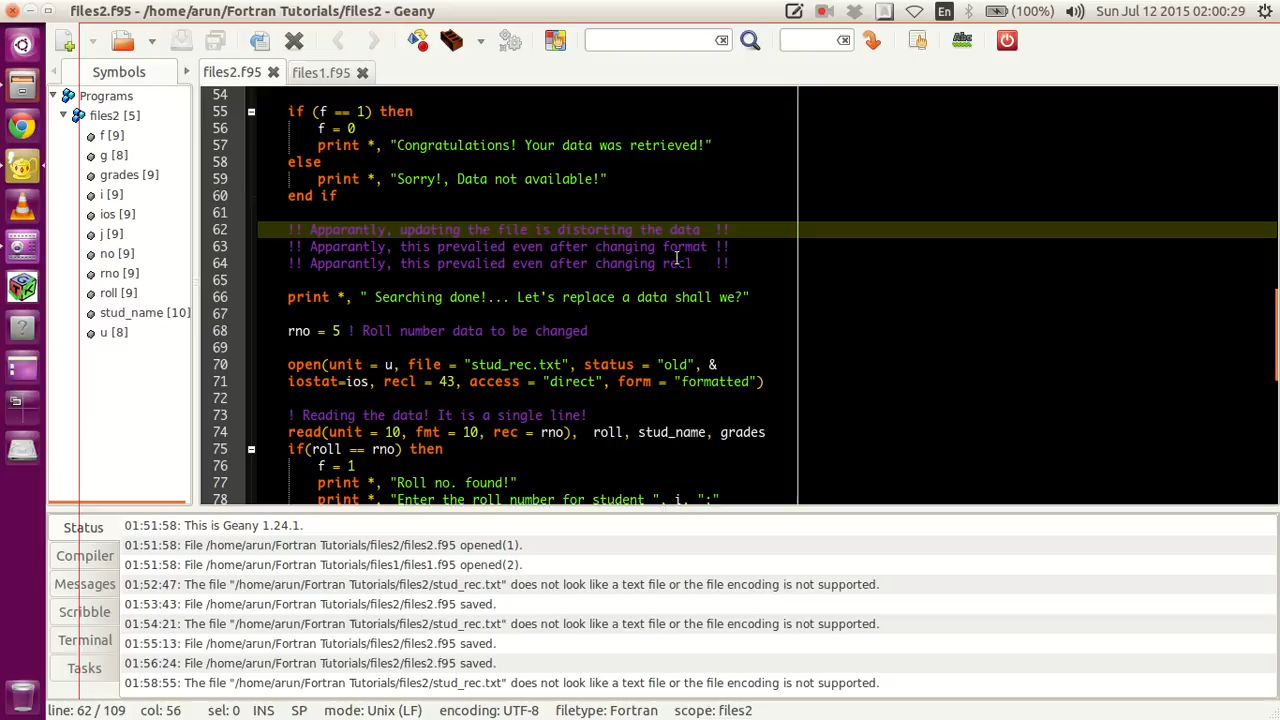 files2.f95 - /home/arun/Fortran Tutorials/files2 - Geany
En
(100%)
Sun Jul 12 2015 02:00:29
Symbols
files2.f95
files1.f95
Programs
files2 [5]
f [9]
g [8]
grades [9]
i [9]
ios [9]
j [9]
no [9]
rno [9]
roll [9]
stud_name [10]
u [8]
54
55 if (f == 1) then
56 f = 0
57 print *, "Congratulations! Your data was retrieved!"
58 else
59 print *, "Sorry!, Data not available!"
60 end if
61
62 !! Apparantly, updating the file is distorting the data !!
63 !! Apparantly, this prevalied even after changing format !!
64 !! Apparantly, this prevalied even after changing recl !!
65
66 print *, " Searching done!... Let's replace a data shall we?"
67
68 rno = 5 ! Roll number data to be changed
69
70 open(unit = u, file = "stud_rec.txt", status = "old", &
71 iostat=ios, recl = 43, access = "direct", form = "formatted")
72
73 ! Reading the data! It is a single line!
74 read(unit = 10, fmt = 10, rec = rno), roll, stud_name, grades
75 if(roll == rno) then
76 f = 1
77 print *, "Roll no. found!"
78 print *, "Enter the roll number for student ", i, ":"
Status
Compiler
Messages
Scribble
Terminal
Tasks
01:51:58: This is Geany 1.24.1.
01:51:58: File /home/arun/Fortran Tutorials/files2/files2.f95 opened(1).
01:51:58: File /home/arun/Fortran Tutorials/files1/files1.f95 opened(2).
01:52:47: The file "/home/arun/Fortran Tutorials/files2/stud_rec.txt" does not look like a text file or the file encoding is not supported.
01:53:43: File /home/arun/Fortran Tutorials/files2/files2.f95 saved.
01:54:21: The file "/home/arun/Fortran Tutorials/files2/stud_rec.txt" does not look like a text file or the file encoding is not supported.
01:55:13: File /home/arun/Fortran Tutorials/files2/files2.f95 saved.
01:56:24: File /home/arun/Fortran Tutorials/files2/files2.f95 saved.
01:58:55: The file "/home/arun/Fortran Tutorials/files2/stud_rec.txt" does not look like a text file or the file encoding is not supported.
line: 62 / 109 col: 56 sel: 0 INS SP mode: Unix (LF) encoding: UTF-8 filetype: Fortran scope: files2